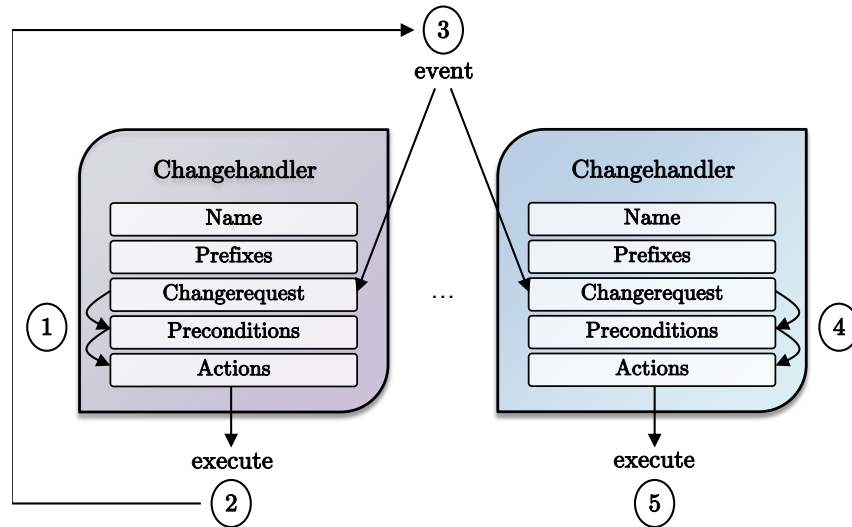 3
event
Changehandler
Name
Prefixes
Changerequest
Preconditions
Actions
1
execute
2
...
Changehandler
Name
Prefixes
Changerequest
Preconditions
Actions
4
execute
5